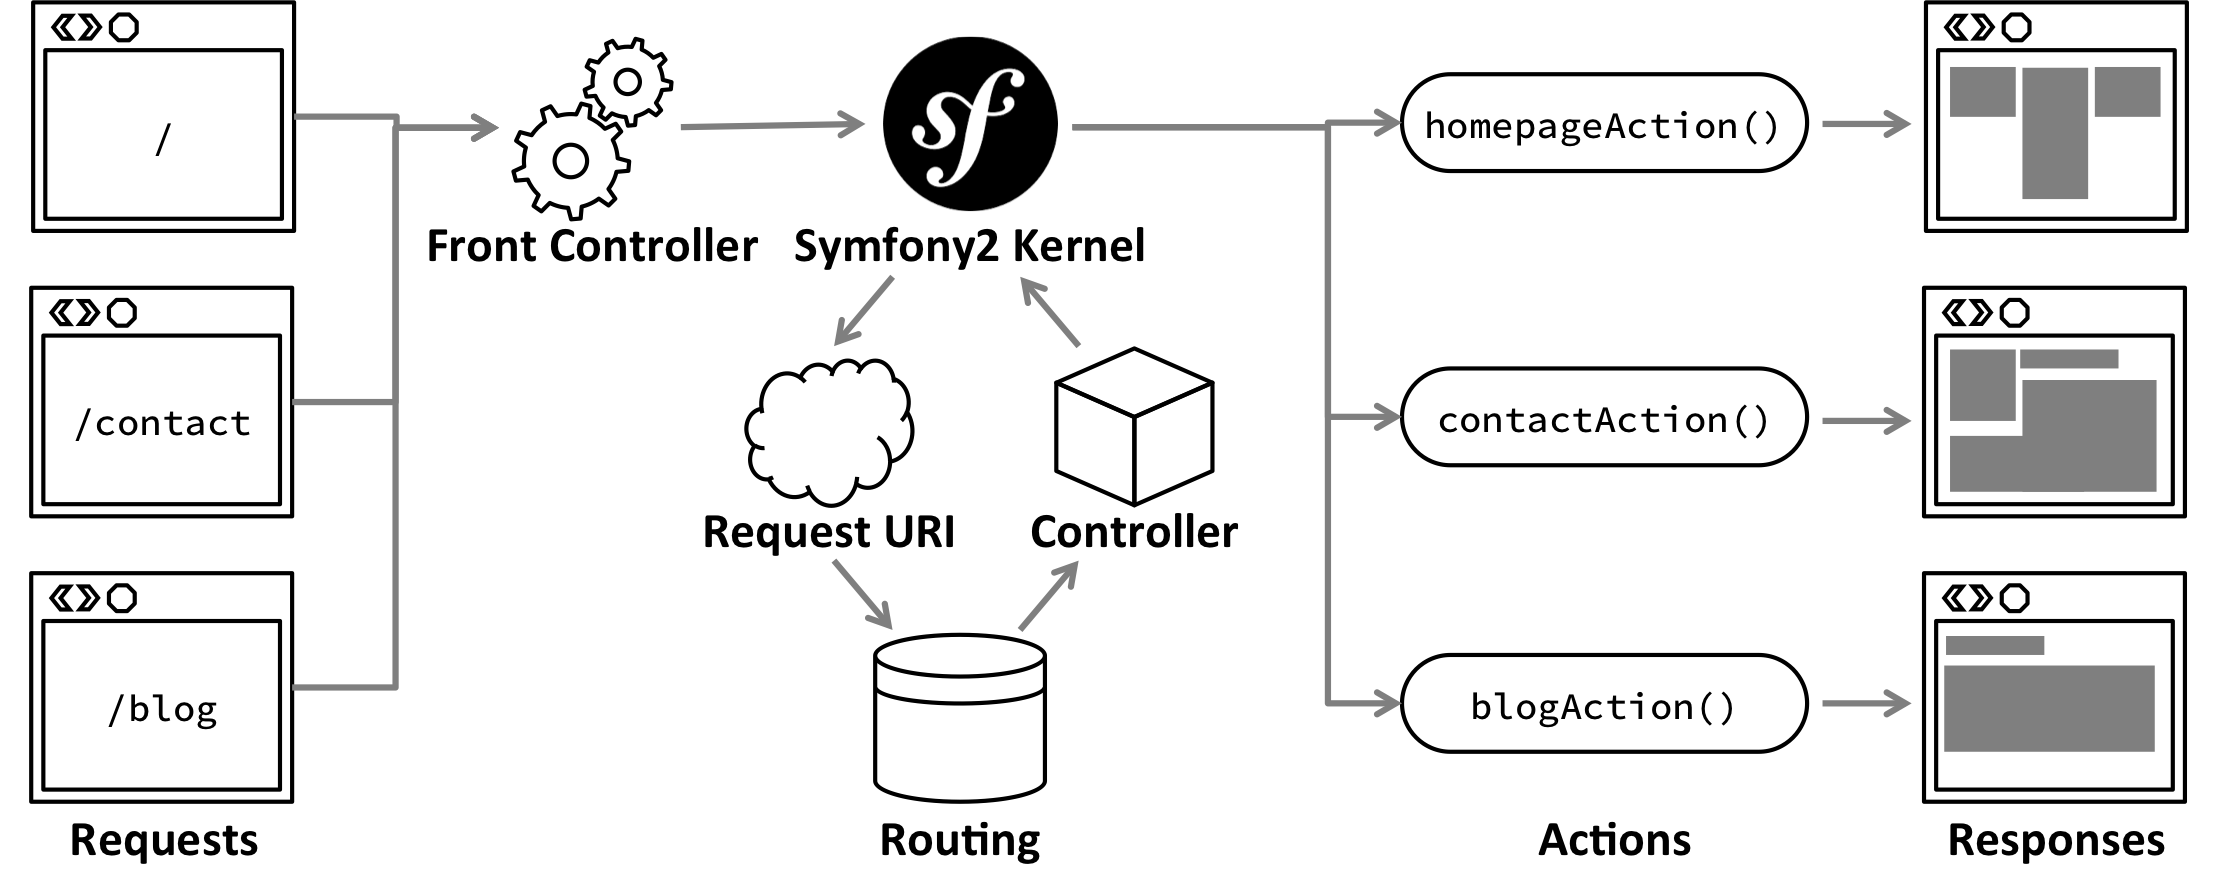 /
/contact
/blog
Requests
Front Controller
sf
Symfony2 Kernel
Request URI
Controller
Routing
homepageAction()
contactAction()
blogAction()
Actions
Responses